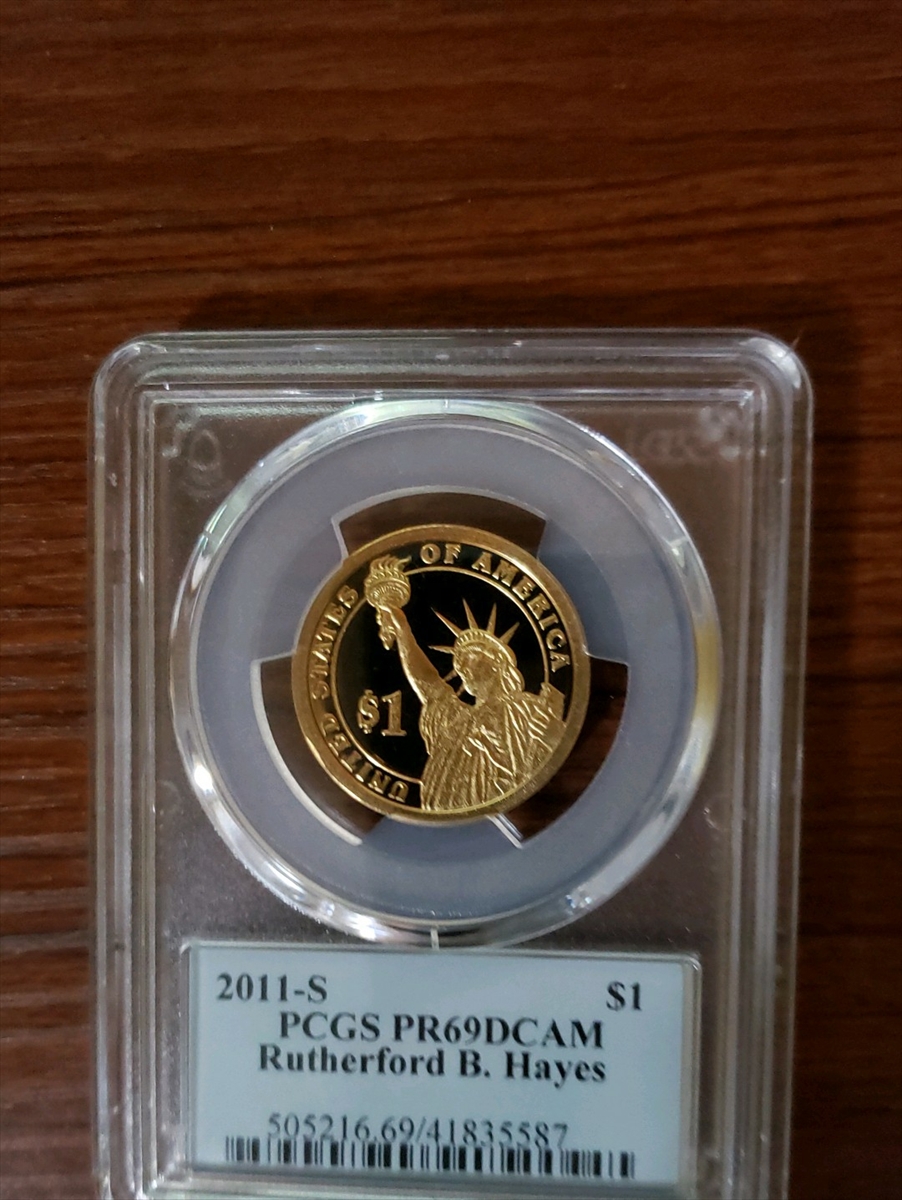 UNITED STATES OF AMERICA
$1
2011-S $1
PCGS PR69DCAM
Rutherford B. Hayes
505216.69/41835587